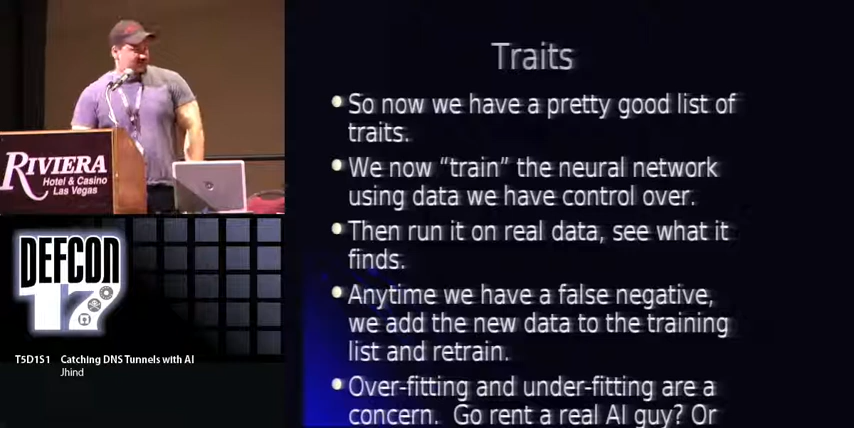 RIVIERA
Hotel & Casino
Las Vegas
DEFCON
17
T5D1S1 Catching DNS Tunnels with AI
Jhind
Traits
So now we have a pretty good list of
traits.
We now “train” the neural network
using data we have control over.
Then run it on real data, see what it
finds.
Anytime we have a false negative,
we add the new data to the training
list and retrain.
Over-fitting and under-fitting are a
concern. Go rent a real AI guy? Or